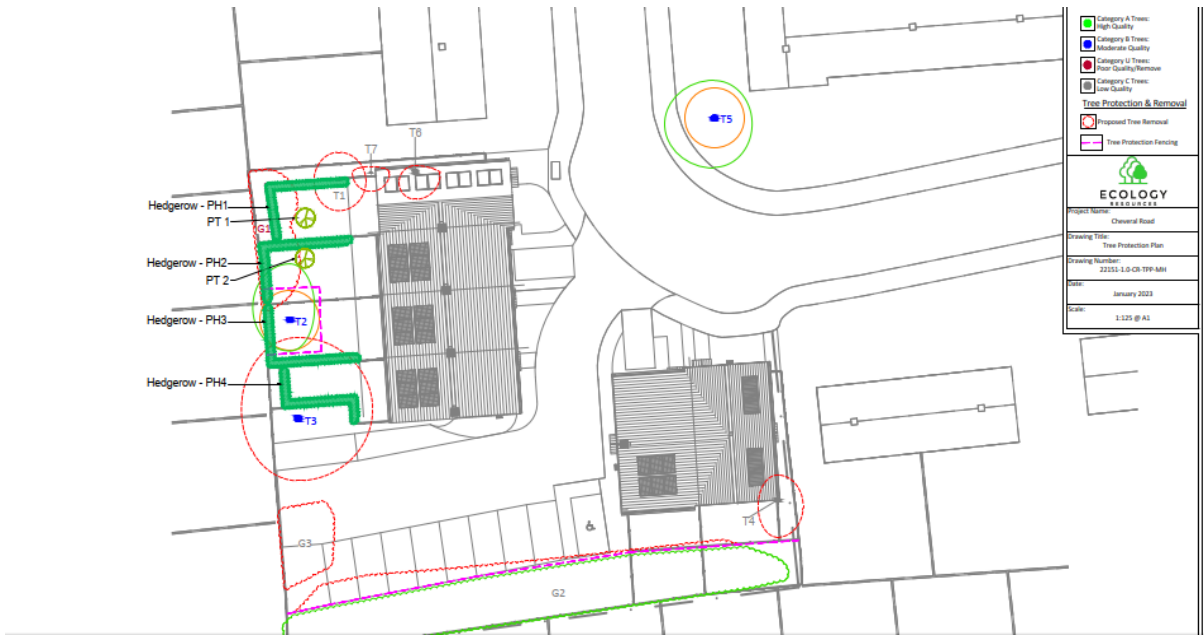 Category A Trees:
High Quality
Category B Trees:
Moderate Quality
Category U Trees:
Poor Quality/Remove
Category C Trees:
Low Quality
Tree Protection & Removal
Proposed Tree Removal
Tree Protection Fencing
ECOLOGY
RESOURCES
Project Name:
Cheveral Road
Drawing Title:
Tree Protection Plan
Drawing Number:
22151-1.0-CR-TPP-MH
Date:
January 2023
Scale:
1:125 @ A1
T5
T6
T7
T1
Hedgerow - PH1
PT 1
G1
Hedgerow - PH2
PT 2
Hedgerow - PH3
T2
Hedgerow - PH4
T3
T4
G3
G2